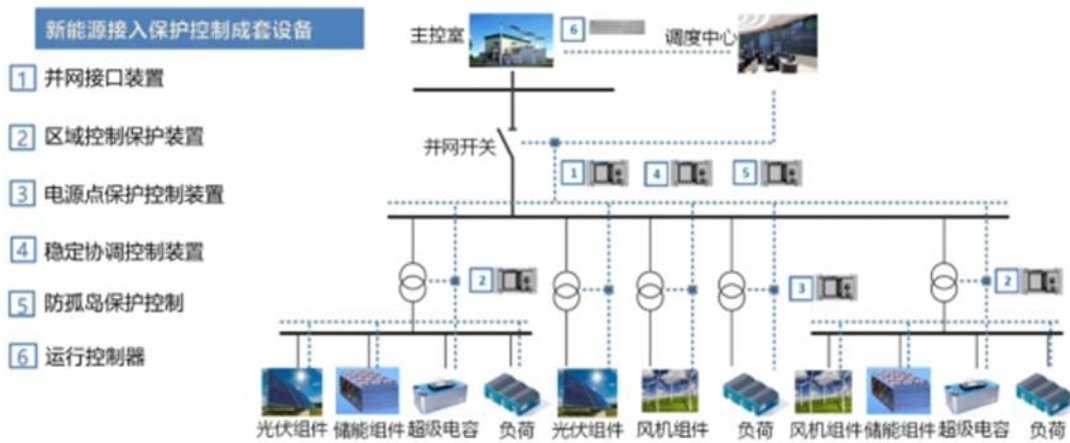 新能源接入保护控制成套设备
1 并网接口装置
2 区域控制保护装置
3 电源点保护控制装置
4 稳定协调控制装置
5 防孤岛保护控制
6 运行控制器
主控室
6
调度中心
并网开关
1
4
5
2
3
2
光伏组件 储能组件 超级电容 负荷 光伏组件 风机组件 负荷 风机组件 储能组件 超级电容 负荷